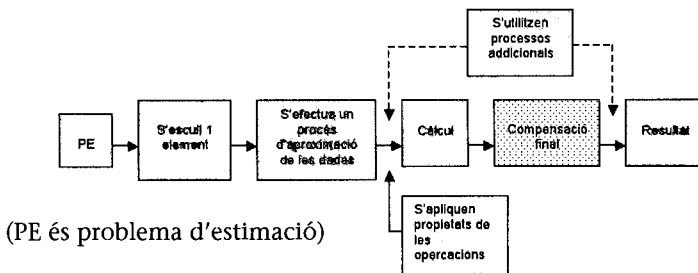 S'utilitzen
processos
addicionals
PE
S'escull 1
element
S'efectua un
procés
d'aproximació
de les dades
Càlcul
Compensació
final
Resultat
S'apliquen
propietats de
les
operacions
(PE és problema d'estimació)